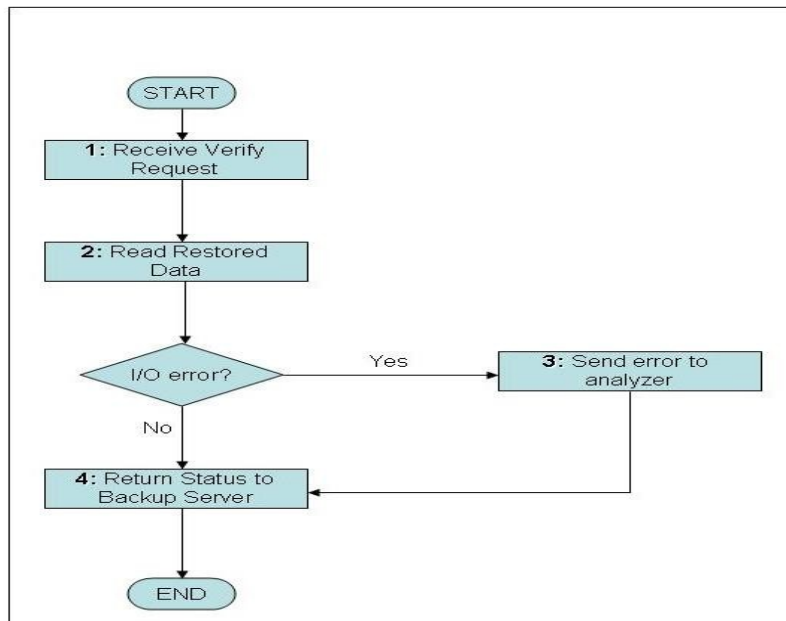 START
1: Receive Verify
Request
2: Read Restored
Data
I/O error?
Yes
3: Send error to
analyzer
No
4: Return Status to
Backup Server
END